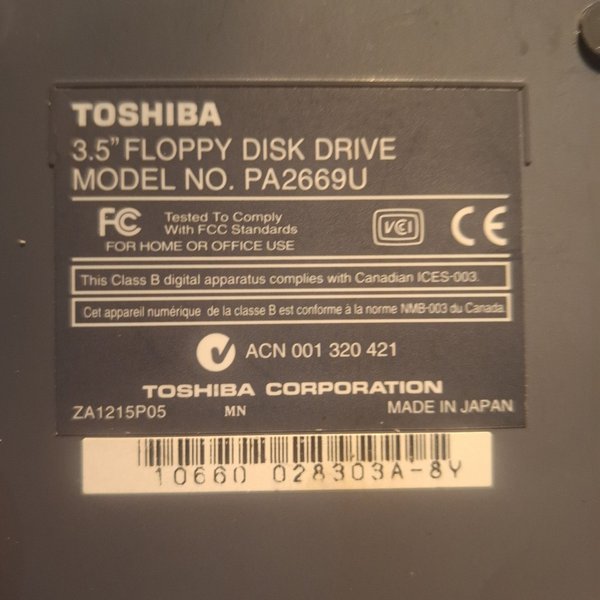 TOSHIBA
3.5" FLOPPY DISK DRIVE
MODEL NO. PA2669U
FC Tested To Comply
With FCC Standards
FOR HOME OR OFFICE USE
VCI CE
This Class B digital apparatus complies with Canadian ICES-003.
Cet appareil numérique de la classe B est conforme à la norme NMB-003 du Canada.
ACN 001 320 421
TOSHIBA CORPORATION
ZA1215P05 MN MADE IN JAPAN
10660 028303A-8Y